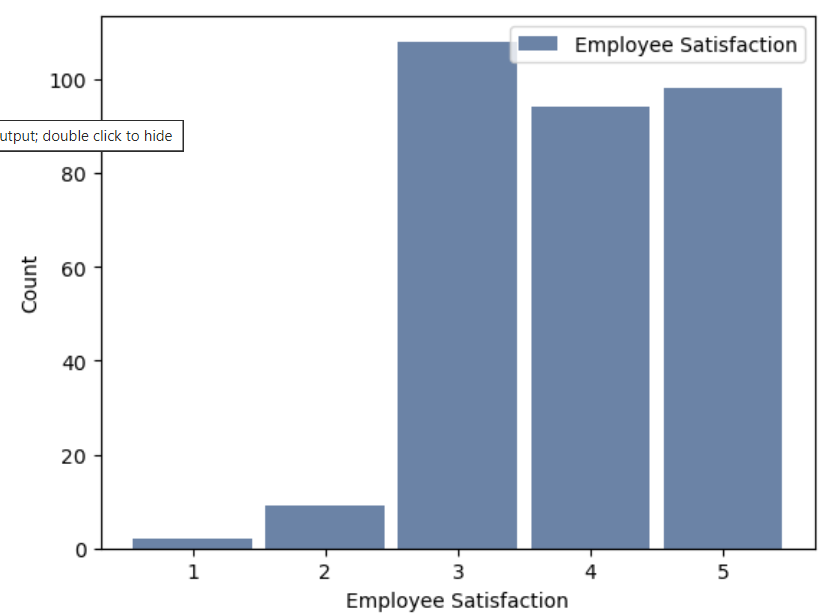 Employee Satisfaction
100
utput; double click to hide
80
60
Count
40
20
0
1 2 3 4 5
Employee Satisfaction